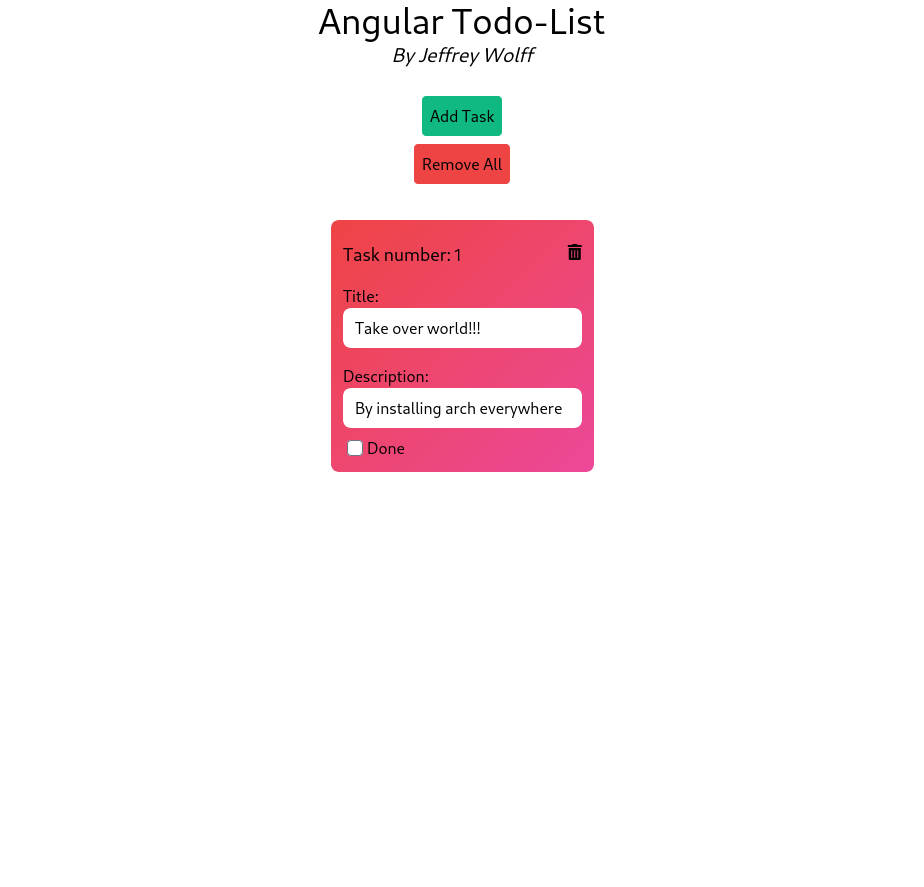 Angular Todo-List
By Jeffrey Wolff
Add Task
Remove All
Task number: 1
Title:
Take over world!!!
Description:
By installing arch everywhere
Done